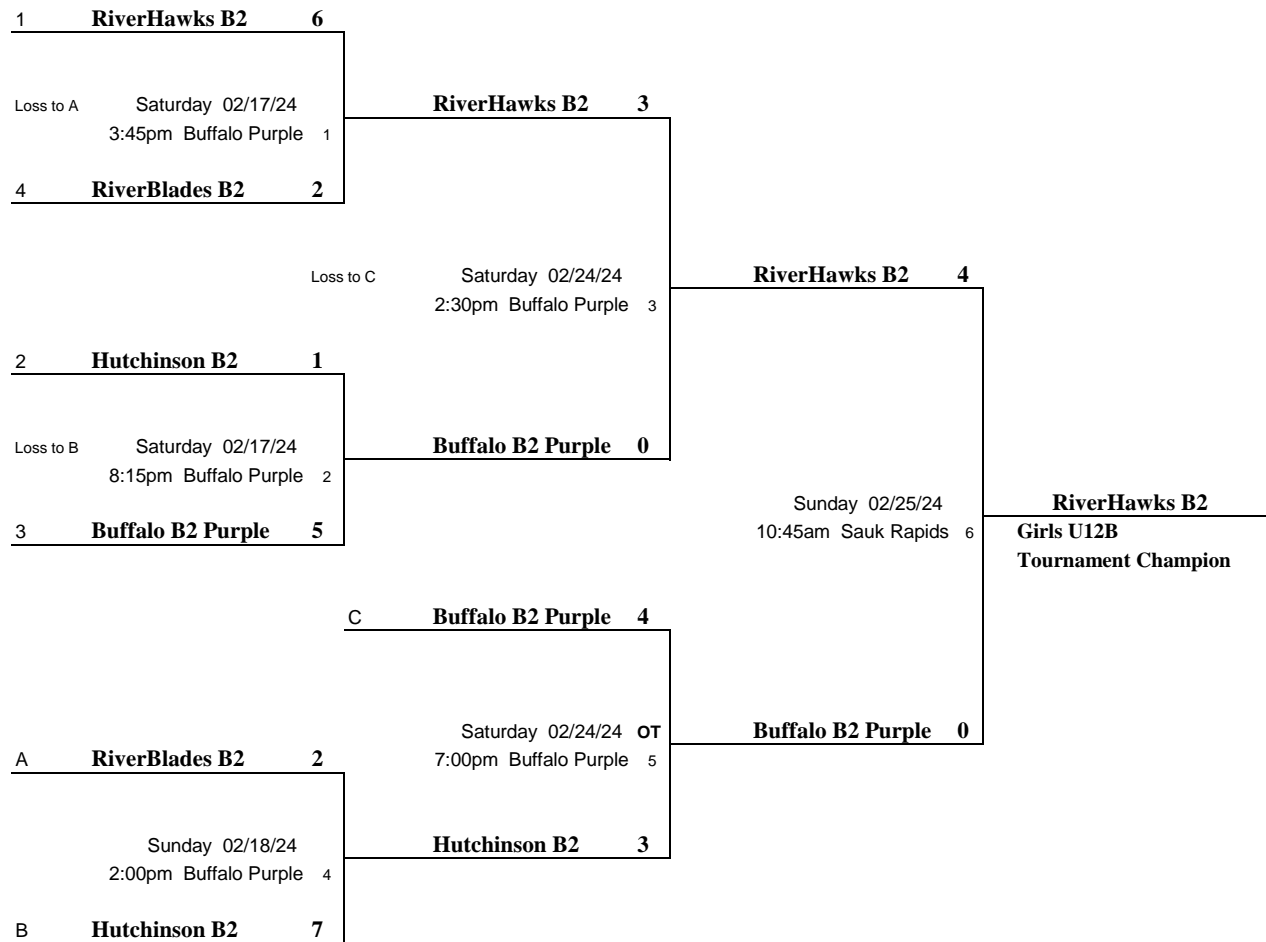 1 RiverHawks B2 6
Loss to A Saturday 02/17/24 RiverHawks B2 3
3:45pm Buffalo Purple 1
4 RiverBlades B2 2
Loss to C Saturday 02/24/24 RiverHawks B2 4
2:30pm Buffalo Purple 3
2 Hutchinson B2 1
Loss to B Saturday 02/17/24 Buffalo B2 Purple 0
8:15pm Buffalo Purple 2
Sunday 02/25/24 RiverHawks B2
3 Buffalo B2 Purple 5 10:45am Sauk Rapids 6 Girls U12B
Tournament Champion
C Buffalo B2 Purple 4
Saturday 02/24/24 OT Buffalo B2 Purple 0
A RiverBlades B2 2 7:00pm Buffalo Purple 5
Sunday 02/18/24 Hutchinson B2 3
2:00pm Buffalo Purple 4
B Hutchinson B2 7